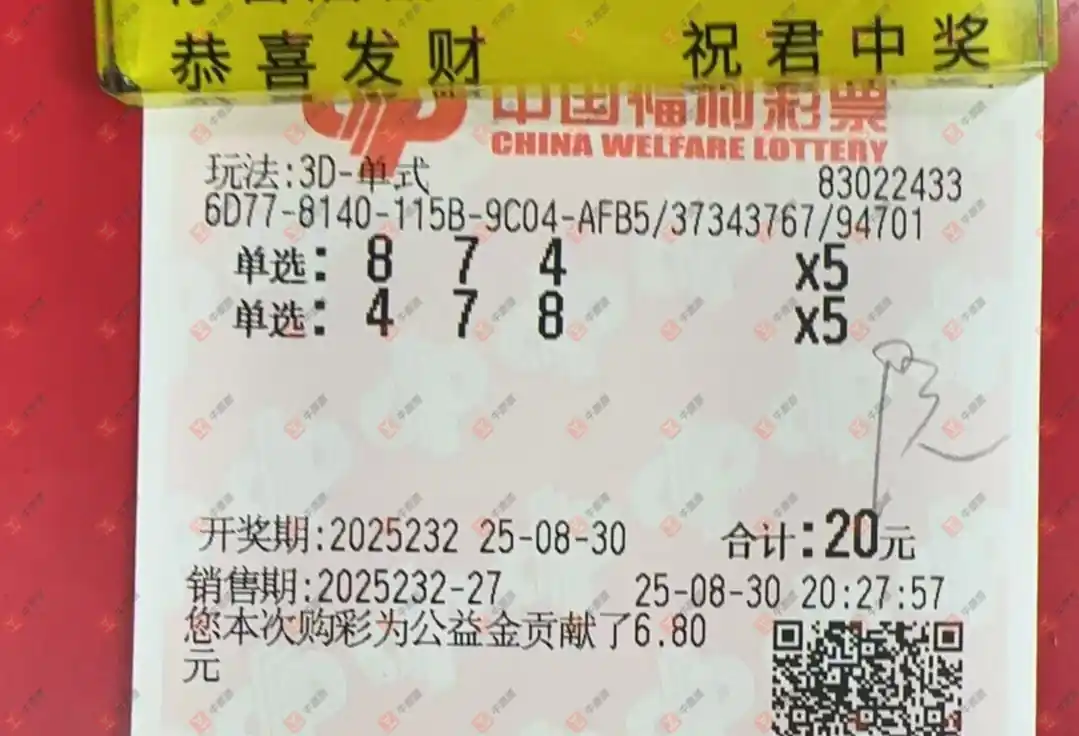 恭喜发财 祝君中奖
中国福利彩票
CHINA WELFARE LOTTERY
玩法:3D-单式 83022433
6D77-8140-115B-9C04-AFB5/37343767/94701
单选: 8 7 4 x5
单选: 4 7 8 x5
开奖期:2025232 25-08-30 合计:20元
销售期:2025232-27 25-08-30 20:27:57
您本次购彩为公益金贡献了6.80
元